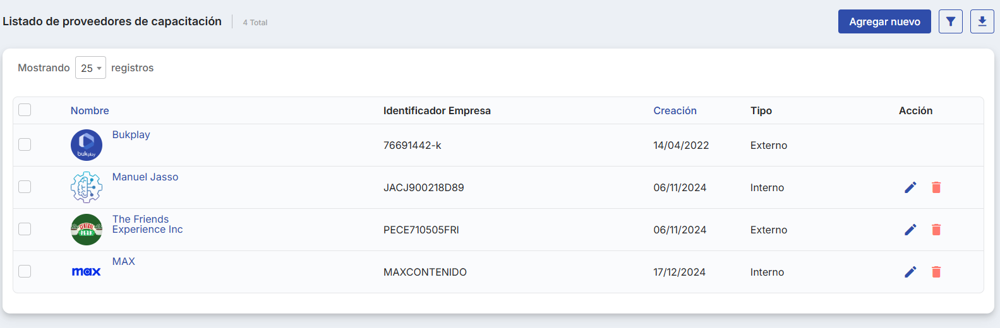 Listado de proveedores de capacitación
4 Total
Agregar nuevo
Mostrando 25 registros
Nombre Identificador Empresa Creación Tipo Acción
bukplay Bukplay 76691442-k 14/04/2022 Externo
Manuel Jasso JACJ900218D89 06/11/2024 Interno
CENTRAL PERK The Friends
Experience Inc PECE710505FRI 06/11/2024 Externo
max MAX MAXCONTENIDO 17/12/2024 Interno